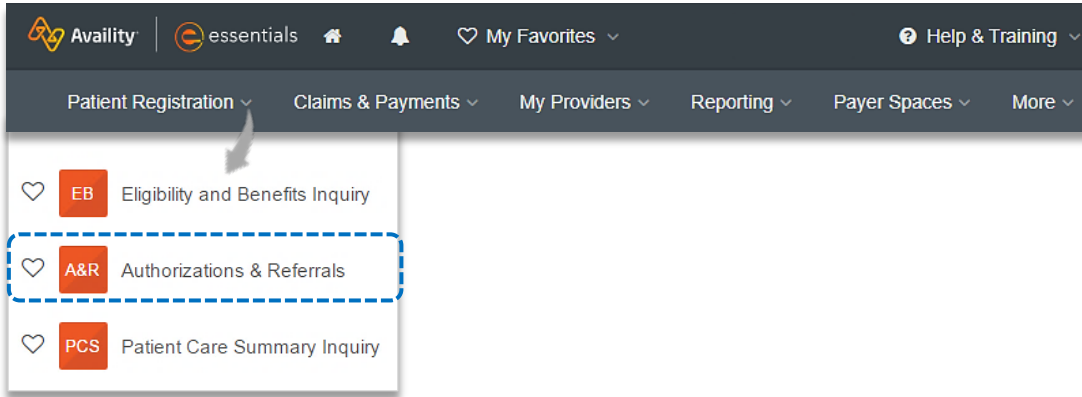 Availity essentials My Favorites Help & Training
Patient Registration Claims & Payments My Providers Reporting Payer Spaces More
EB Eligibility and Benefits Inquiry
A&R Authorizations & Referrals
PCS Patient Care Summary Inquiry